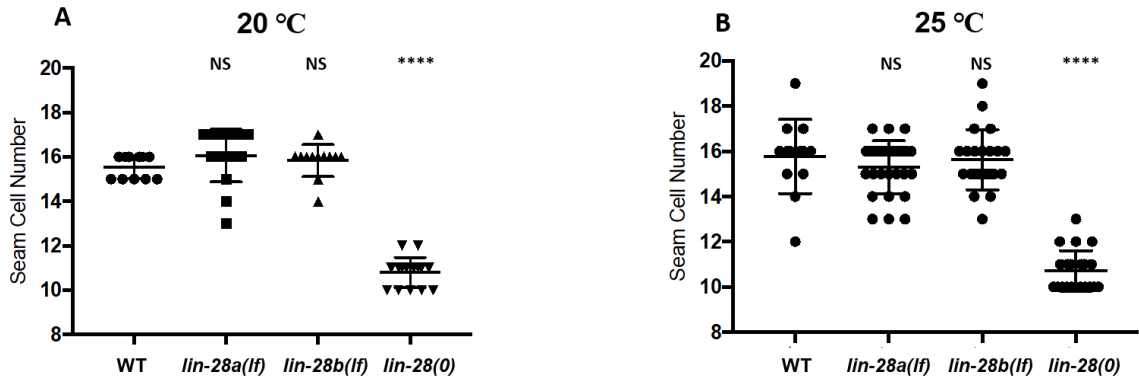 A
20 ℃
NS
NS
****
20
18
16
14
12
10
8
Seam Cell Number
WT
lin-28a(lf)
lin-28b(lf)
lin-28(0)
B
25 ℃
NS
NS
****
20
18
16
14
12
10
8
Seam Cell Number
WT
lin-28a(lf)
lin-28b(lf)
lin-28(0)